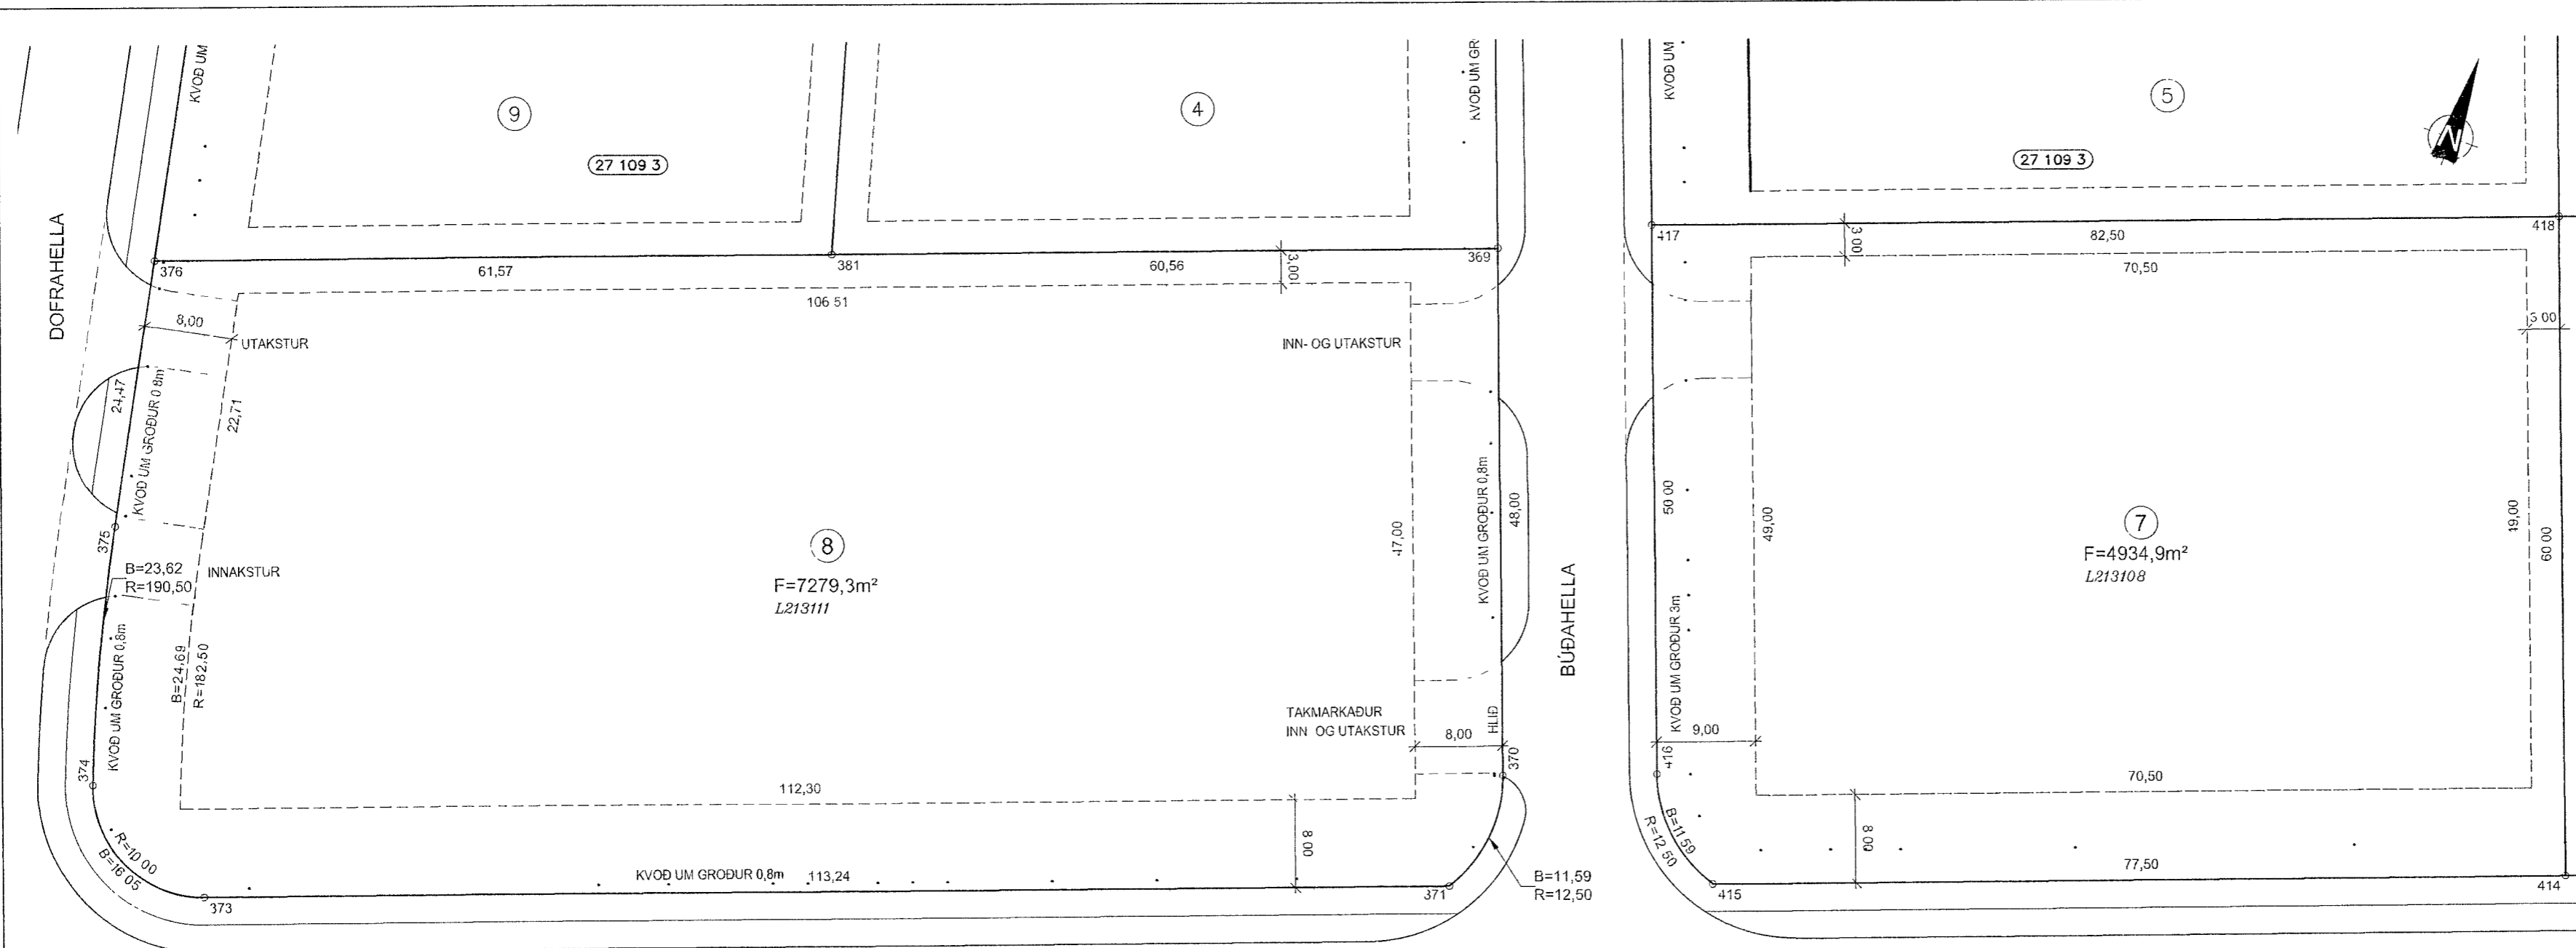 KVOÐ UM
9
27 109 3
4
KVOÐ UM GR
KVOÐ UM
5
27 109 3
N
DOFRAHELLA
376
61,57
381
60,56
3,00
369
417
3 00
82,50
418
106 51
70,50
8,00
UTAKSTUR
INN- OG UTAKSTUR
24,47
KVOÐ UM GROÐUR 0 8m
22,71
375
B=23,62
R=190,50
INNAKSTUR
8
F=7279,3m²
L213111
47,00
KVOÐ UM GROÐUR 0,8m
48,00
BÚÐAHELLA
50 00
49,00
7
F=4934,9m²
L213108
49,00
60 00
KVOÐ UM GROÐUR 0,8m
B=24,69
R=182,50
374
TAKMARKAÐUR
INN OG UTAKSTUR
8,00
HLIÐ
370
KVOÐ UM GROÐUR 3m
9,00
416
112,30
70,50
R=10 00
B=16 05
8 00
B=11,59
R=12,50
B=11 59
R=12 50
8 00
KVOÐ UM GROÐUR 0,8m
113,24
77,50
373
371
415
414